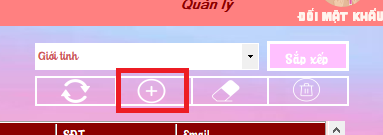 Quản lý
ĐỔI MẬT KHẨU
Giới tính
Sắp xếp
SĐT
Email